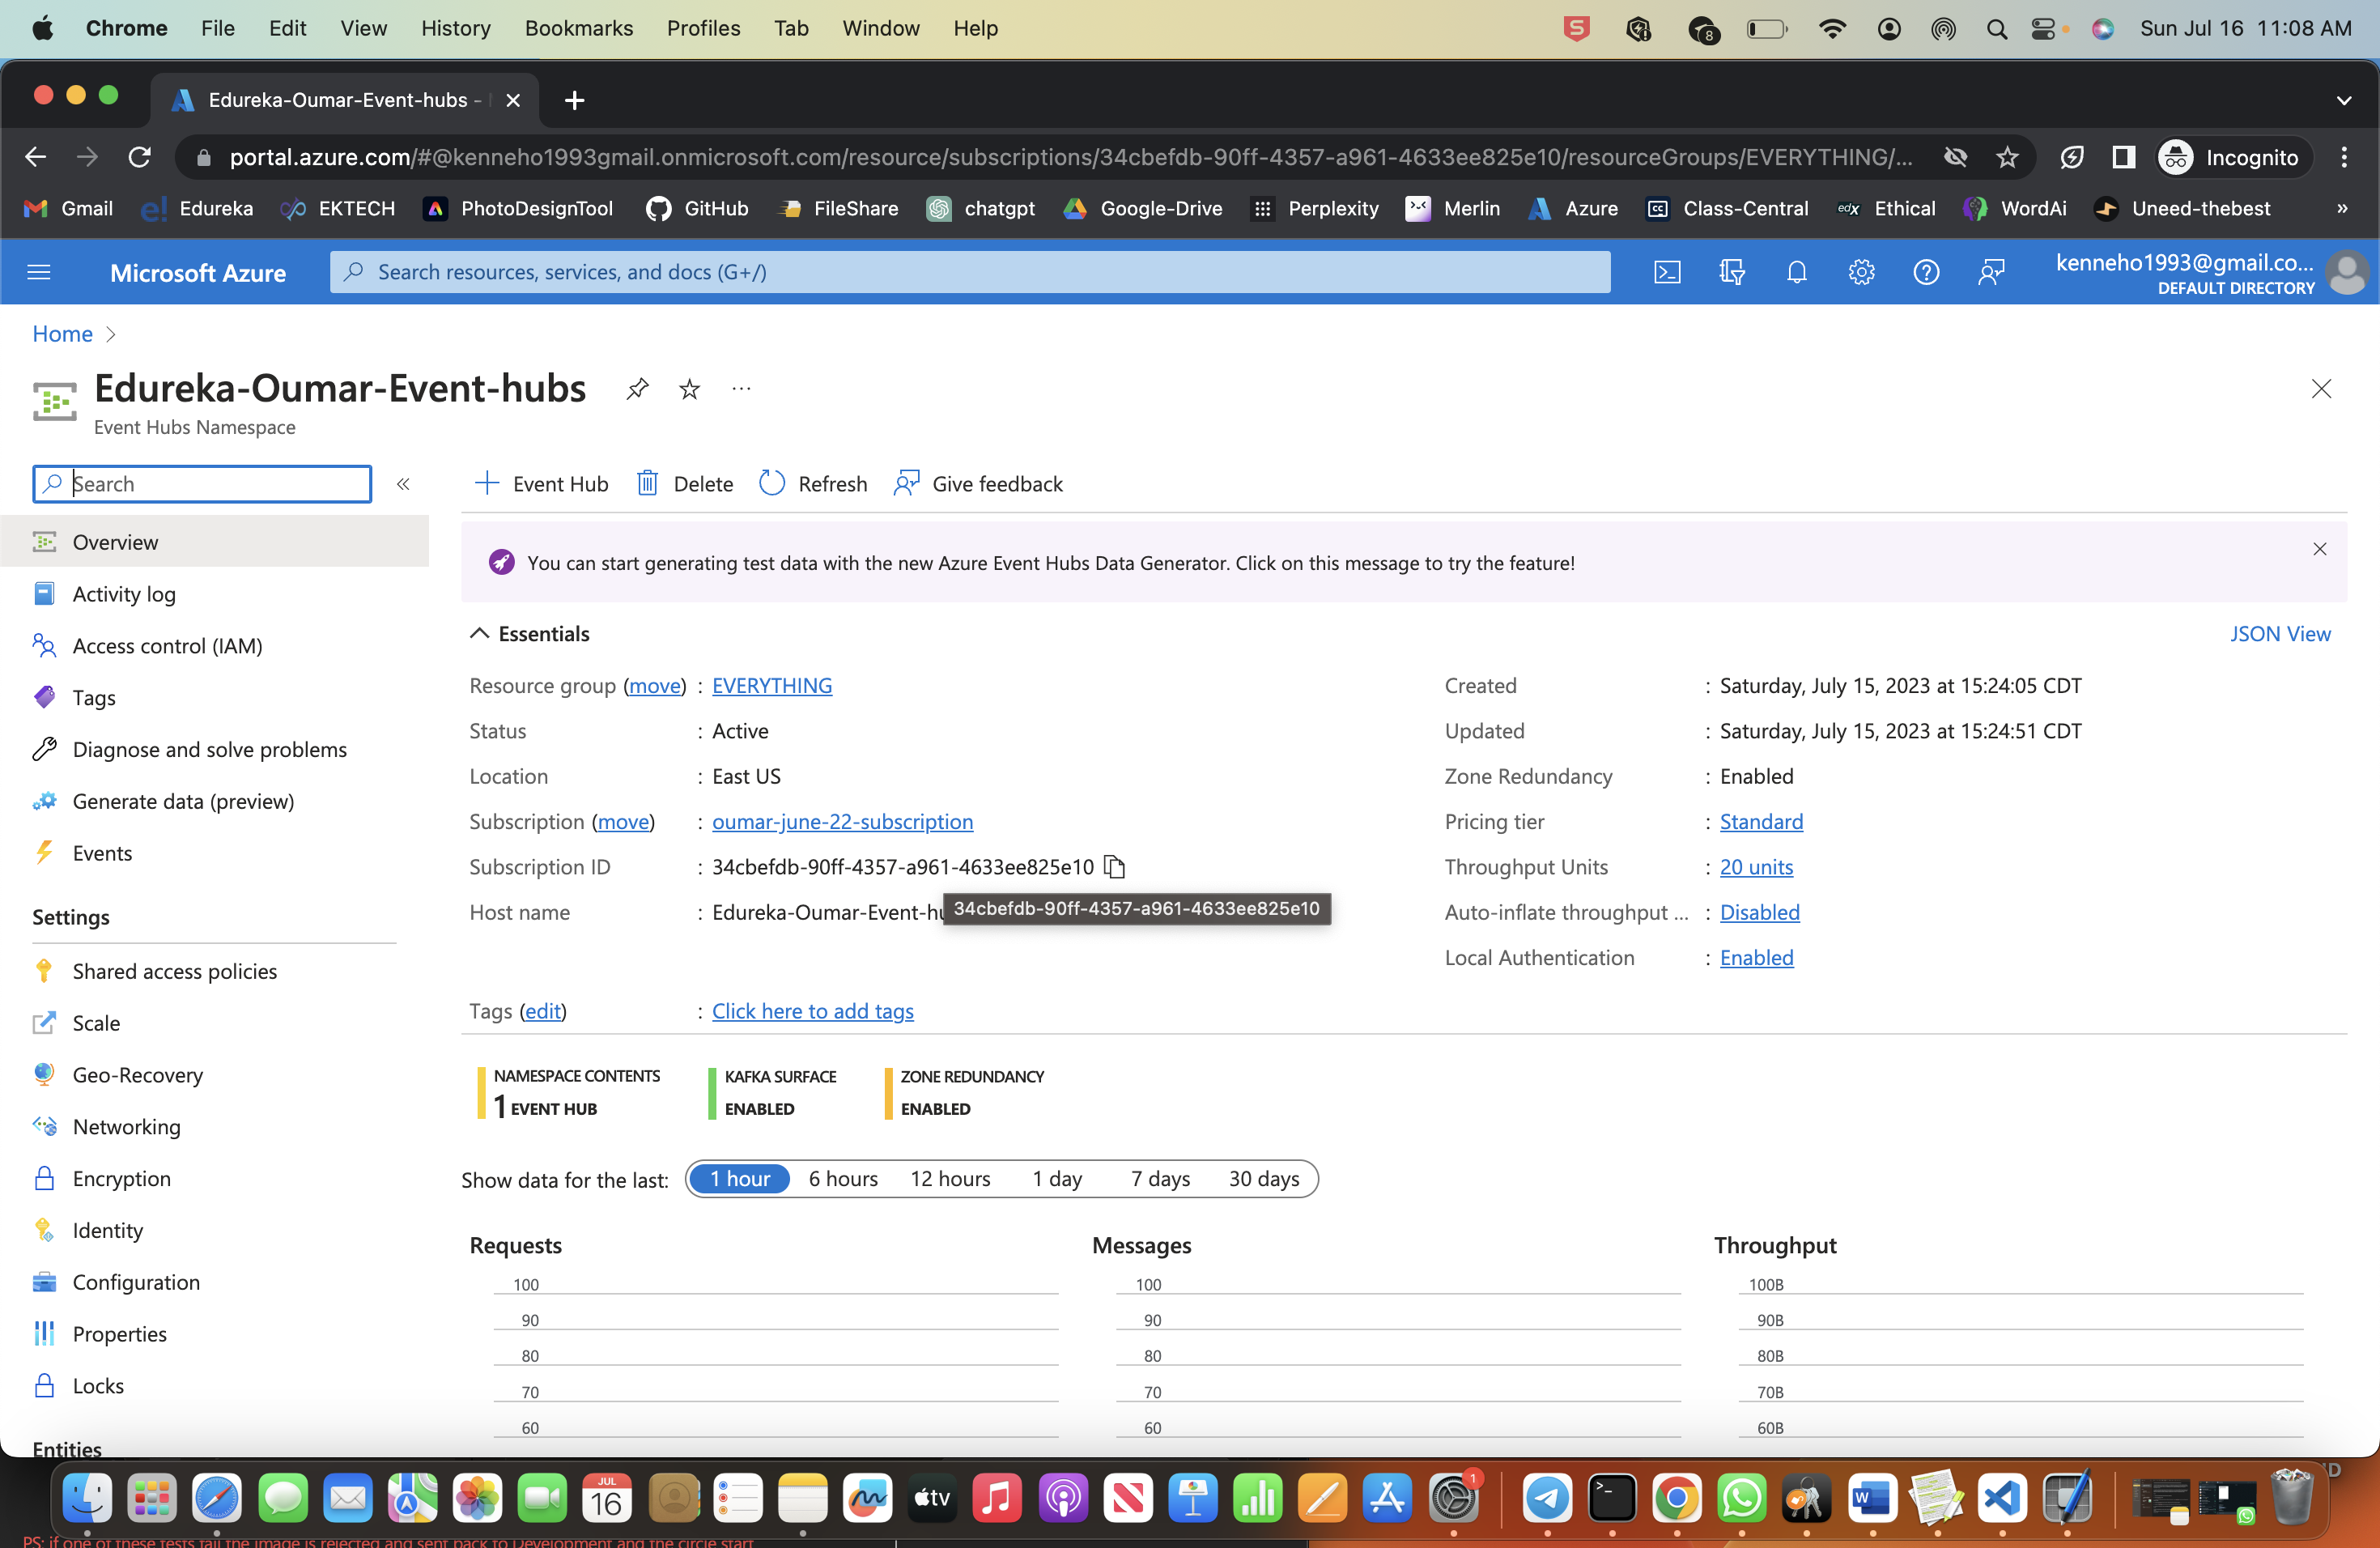 Chrome File Edit View History Bookmarks Profiles Tab Window Help 8 Sun Jul 16 11:08 AM
Edureka-Oumar-Event-hubs -
portal.azure.com/#@kenneho1993gmail.onmicrosoft.com/resource/subscriptions/34cbefdb-90ff-4357-a961-4633ee825e10/resourceGroups/EVERYTHING/... Incognito
Gmail Edureka EKTECH PhotoDesignTool GitHub FileShare chatgpt Google-Drive Perplexity Merlin Azure Class-Central Ethical WordAi Uneed-thebest »
Microsoft Azure Search resources, services, and docs (G+/) kenneho1993@gmail.co...
DEFAULT DIRECTORY
Home
Edureka-Oumar-Event-hubs ...
Event Hubs Namespace
Search « Event Hub Delete Refresh Give feedback
Overview
Activity log
Access control (IAM)
Tags
Diagnose and solve problems
Generate data (preview)
Events
Settings
Shared access policies
Scale
Geo-Recovery
Networking
Encryption
Identity
Configuration
Properties
Locks
Entities
You can start generating test data with the new Azure Event Hubs Data Generator. Click on this message to try the feature!
Essentials JSON View
Resource group (move) : EVERYTHING
Status : Active
Location : East US
Subscription (move) : oumar-june-22-subscription
Subscription ID : 34cbefdb-90ff-4357-a961-4633ee825e10
Host name : Edureka-Oumar-Event-hu
34cbefdb-90ff-4357-a961-4633ee825e10
Created : Saturday, July 15, 2023 at 15:24:05 CDT
Updated : Saturday, July 15, 2023 at 15:24:51 CDT
Zone Redundancy : Enabled
Pricing tier : Standard
Throughput Units : 20 units
Auto-inflate throughput ... : Disabled
Local Authentication : Enabled
Tags (edit) : Click here to add tags
NAMESPACE CONTENTS
1 EVENT HUB
KAFKA SURFACE
ENABLED
ZONE REDUNDANCY
ENABLED
Show data for the last: 1 hour 6 hours 12 hours 1 day 7 days 30 days
Requests
100
90
80
70
60
Messages
100
90
80
70
60
Throughput
100B
90B
80B
70B
60B
JUL
16
tv
1
PS: if one of these tests fail the image is rejected and sent back to Development and the circle start